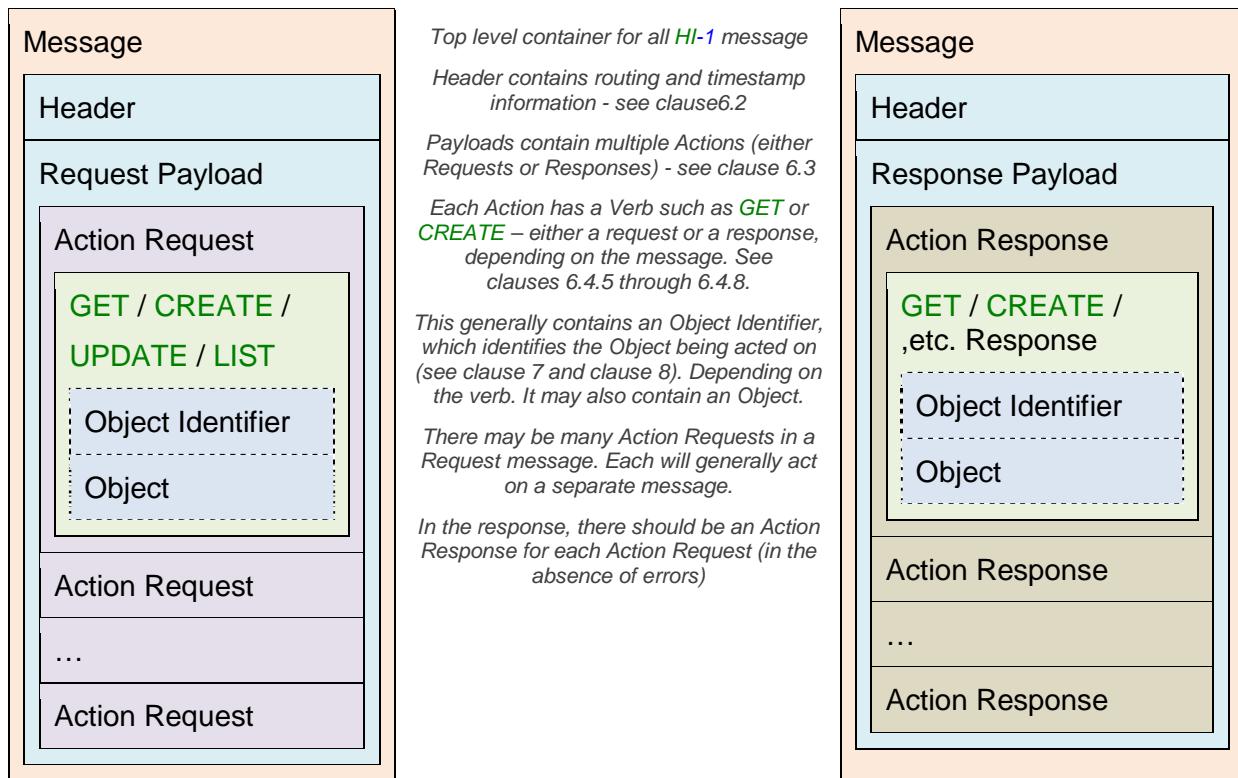 Message
Header
Request Payload
Action Request
GET / CREATE /
UPDATE / LIST
Object Identifier
Object
Action Request
…
Action Request
Top level container for all HI-1 message
Header contains routing and timestamp
information - see clause6.2
Payloads contain multiple Actions (either
Requests or Responses) - see clause 6.3
Each Action has a Verb such as GET or
CREATE – either a request or a response,
depending on the message. See
clauses 6.4.5 through 6.4.8.
This generally contains an Object Identifier,
which identifies the Object being acted on
(see clause 7 and clause 8). Depending on
the verb. It may also contain an Object.
There may be many Action Requests in a
Request message. Each will generally act
on a separate message.
In the response, there should be an Action
Response for each Action Request (in the
absence of errors)
Message
Header
Response Payload
Action Response
GET / CREATE /
,etc. Response
Object Identifier
Object
Action Response
…
Action Response